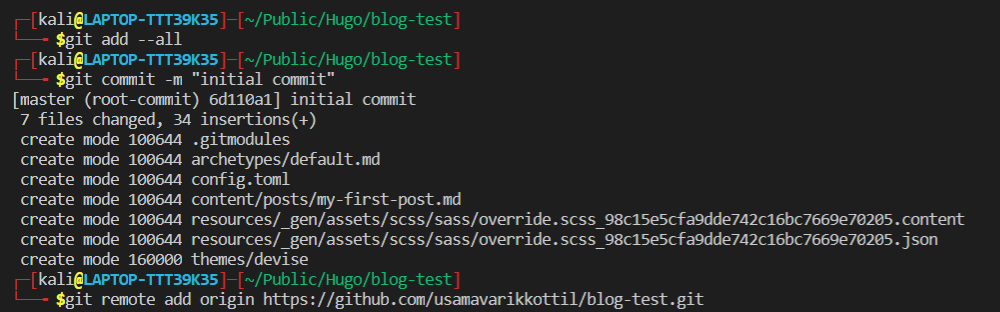 ┌─[kali@LAPTOP-TTT39K35]─[~/Public/Hugo/blog-test]
└──╼ $git add --all
┌─[kali@LAPTOP-TTT39K35]─[~/Public/Hugo/blog-test]
└──╼ $git commit -m "initial commit"
[master (root-commit) 6d110a1] initial commit
 7 files changed, 34 insertions(+)
 create mode 100644 .gitmodules
 create mode 100644 archetypes/default.md
 create mode 100644 config.toml
 create mode 100644 content/posts/my-first-post.md
 create mode 100644 resources/_gen/assets/scss/sass/override.scss_98c15e5cfa9dde742c16bc7669e70205.content
 create mode 100644 resources/_gen/assets/scss/sass/override.scss_98c15e5cfa9dde742c16bc7669e70205.json
 create mode 160000 themes/devise
┌─[kali@LAPTOP-TTT39K35]─[~/Public/Hugo/blog-test]
└──╼ $git remote add origin https://github.com/usamavarikkottil/blog-test.git